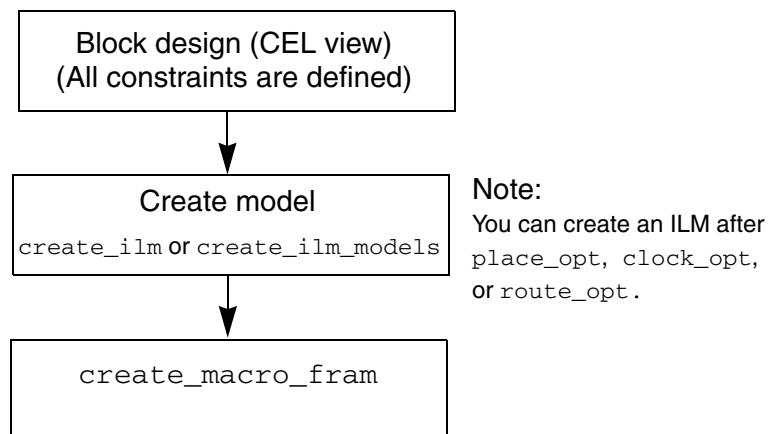 Block design (CEL view)
(All constraints are defined)
Create model
create_ilm or create_ilm_models
Note:
You can create an ILM after
place_opt, clock_opt,
or route_opt.
create_macro_fram